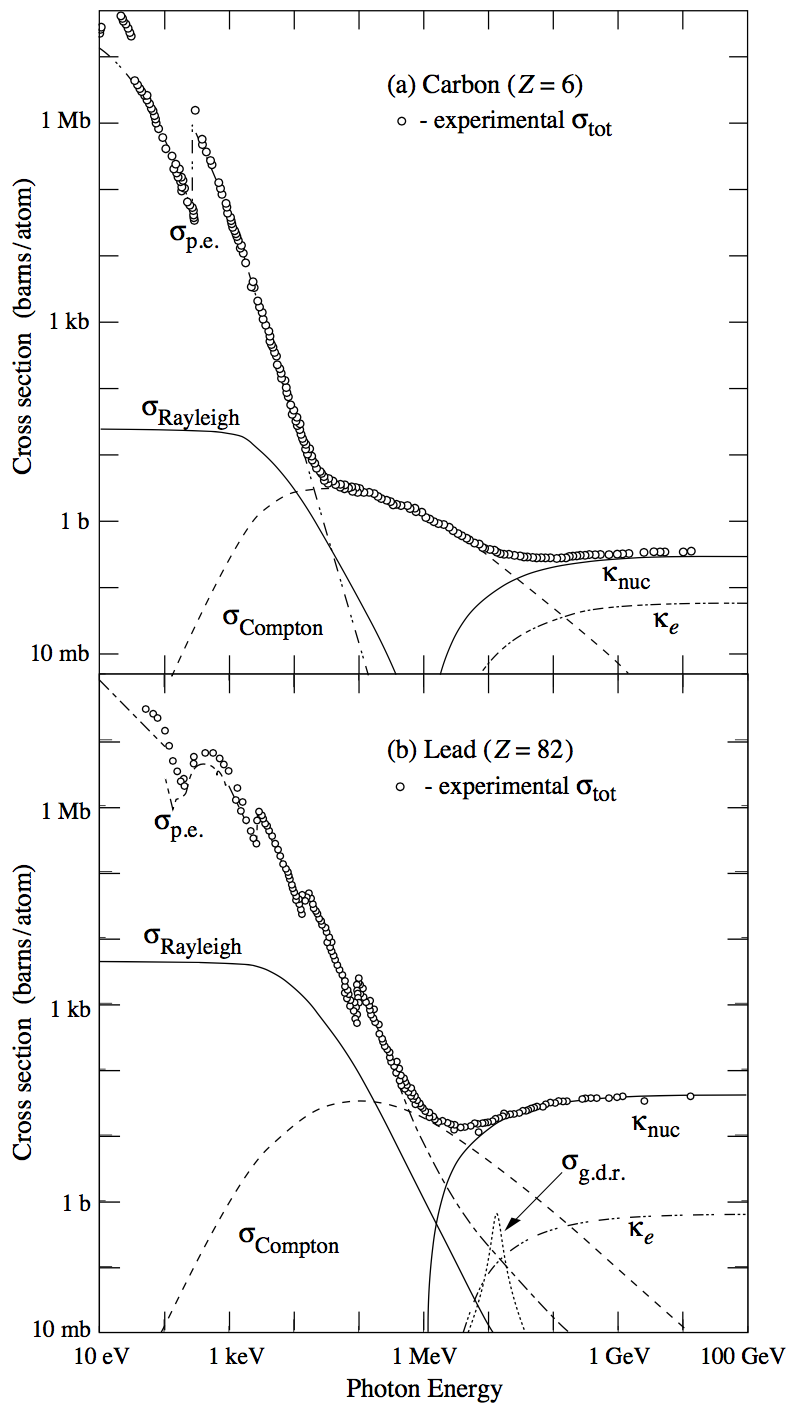 (a) Carbon (Z = 6)
- experimental σtot
1 Mb
σp.e.
Cross section (barns/atom)
1 kb
σRayleigh
1 b
κnuc
σCompton
κe
10 mb
(b) Lead (Z = 82)
- experimental σtot
1 Mb
σp.e.
Cross section (barns/atom)
σRayleigh
1 kb
κnuc
σg.d.r.
1 b
κe
σCompton
10 mb
10 eV 1 keV 1 MeV 1 GeV 100 GeV
Photon Energy